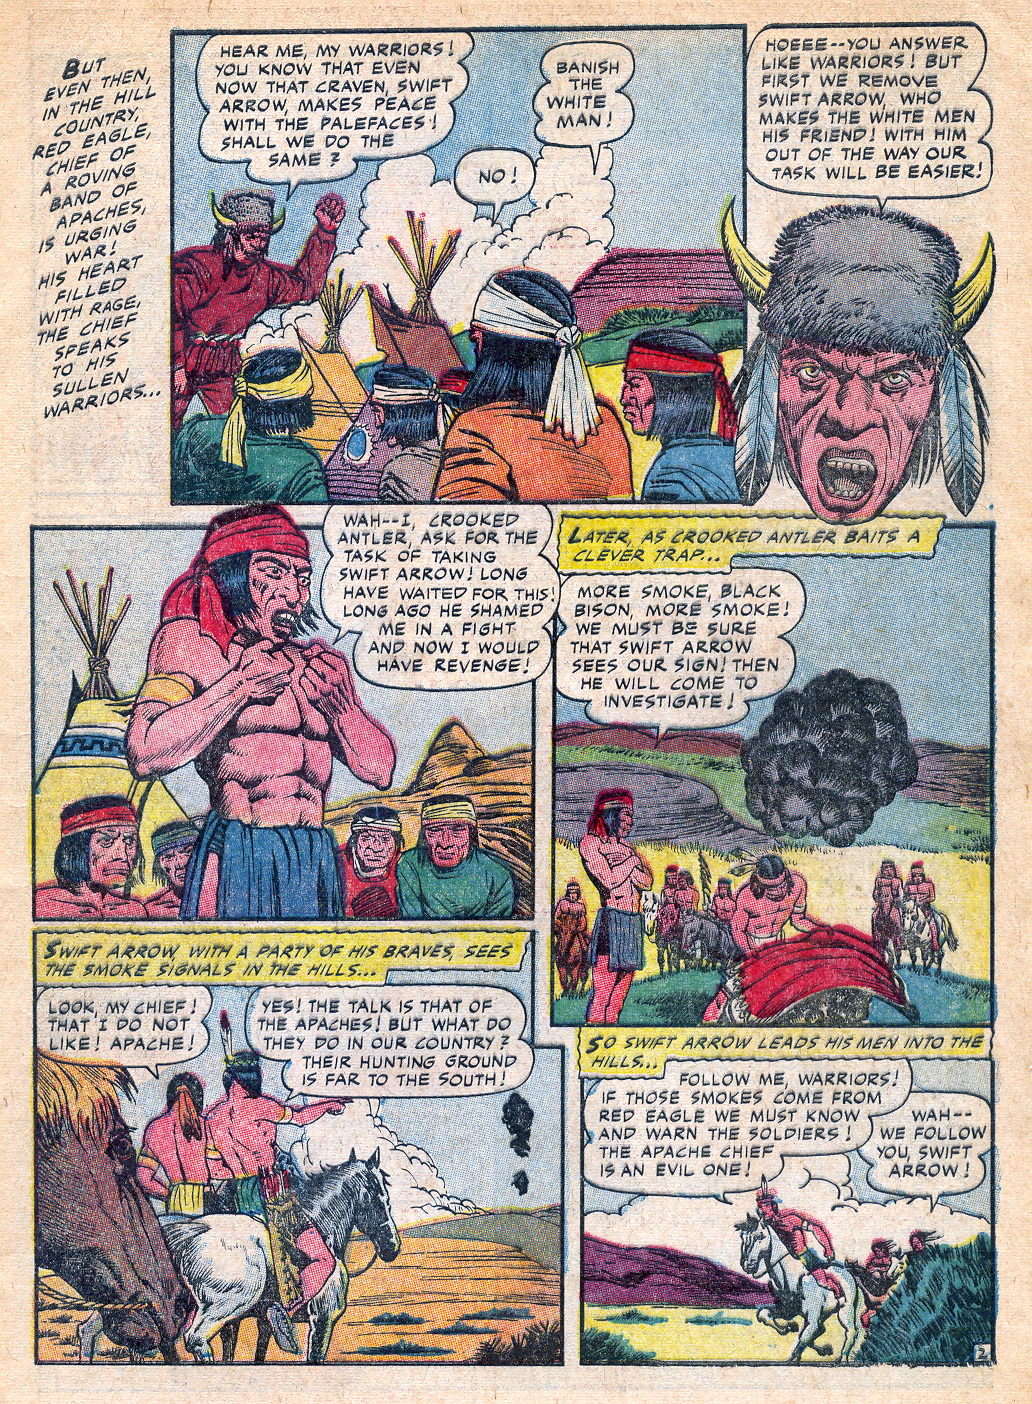 BUT
EVEN THEN,
IN THE HILL
COUNTRY,
RED EAGLE,
CHIEF OF
A ROVING
BAND OF
APACHES,
IS URGING
WAR!
HIS HEART
FILLED
WITH RAGE,
THE CHIEF
SPEAKS
TO HIS
SULLEN
WARRIORS...
HEAR ME, MY WARRIORS!
YOU KNOW THAT EVEN
NOW THAT CRAVEN, SWIFT
ARROW, MAKES PEACE
WITH THE PALEFACES!
SHALL WE DO THE
SAME?
NO!
BANISH
THE
WHITE
MAN!
HOEEE--YOU ANSWER
LIKE WARRIORS! BUT
FIRST WE REMOVE
SWIFT ARROW, WHO
MAKES THE WHITE MEN
HIS FRIEND! WITH HIM
OUT OF THE WAY OUR
TASK WILL BE EASIER!
WAH--I, CROOKED
ANTLER, ASK FOR THE
TASK OF TAKING
SWIFT ARROW! LONG
HAVE WAITED FOR THIS!
LONG AGO HE SHAMED
ME IN A FIGHT
AND NOW I WOULD
HAVE REVENGE!
LATER, AS CROOKED ANTLER BAITS A
CLEVER TRAP...
MORE SMOKE, BLACK
BISON, MORE SMOKE!
WE MUST BE SURE
THAT SWIFT ARROW
SEES OUR SIGN! THEN
HE WILL COME TO
INVESTIGATE!
SWIFT ARROW, WITH A PARTY OF HIS BRAVES, SEES
THE SMOKE SIGNALS IN THE HILLS...
LOOK, MY CHIEF!
THAT I DO NOT
LIKE! APACHE!
YES! THE TALK IS THAT OF
THE APACHES! BUT WHAT DO
THEY DO IN OUR COUNTRY?
THEIR HUNTING GROUND
IS FAR TO THE SOUTH!
SO SWIFT ARROW LEADS HIS MEN INTO THE
HILLS...
FOLLOW ME, WARRIORS!
IF THOSE SMOKES COME FROM
RED EAGLE WE MUST KNOW
AND WARN THE SOLDIERS!
THE APACHE CHIEF
IS AN EVIL ONE!
WAH--
WE FOLLOW
YOU, SWIFT
ARROW!
2